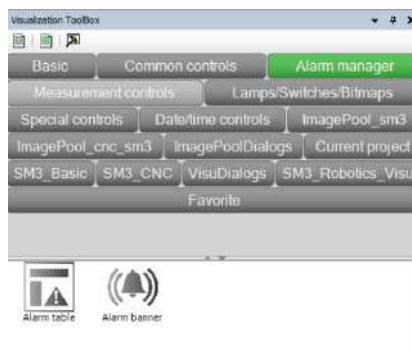 Visualization ToolBox
Basic Common controls Alarm manager
Measurement controls Lamps/Switches/Bitmaps
Special controls Date/time controls ImagePool_sm3
ImagePool_cnc_sm3 ImagePoolDialogs Current project
SM3_Basic SM3_CNC VisuDialogs SM3_Robotics_Visu
Favorite
Alarm table Alarm banner